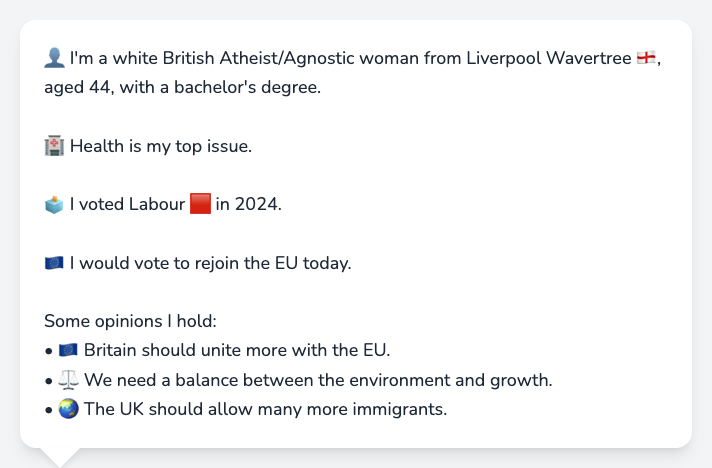 👤 I'm a white British Atheist/Agnostic woman from Liverpool Wavertree 🏴󠁧󠁢󠁥󠁮󠁧󠁿,
aged 44, with a bachelor's degree.
🏥 Health is my top issue.
🗳️ I voted Labour 🟥 in 2024.
🇪🇺 I would vote to rejoin the EU today.
Some opinions I hold:
• 🇪🇺 Britain should unite more with the EU.
• ⚖️ We need a balance between the environment and growth.
• 🌏 The UK should allow many more immigrants.